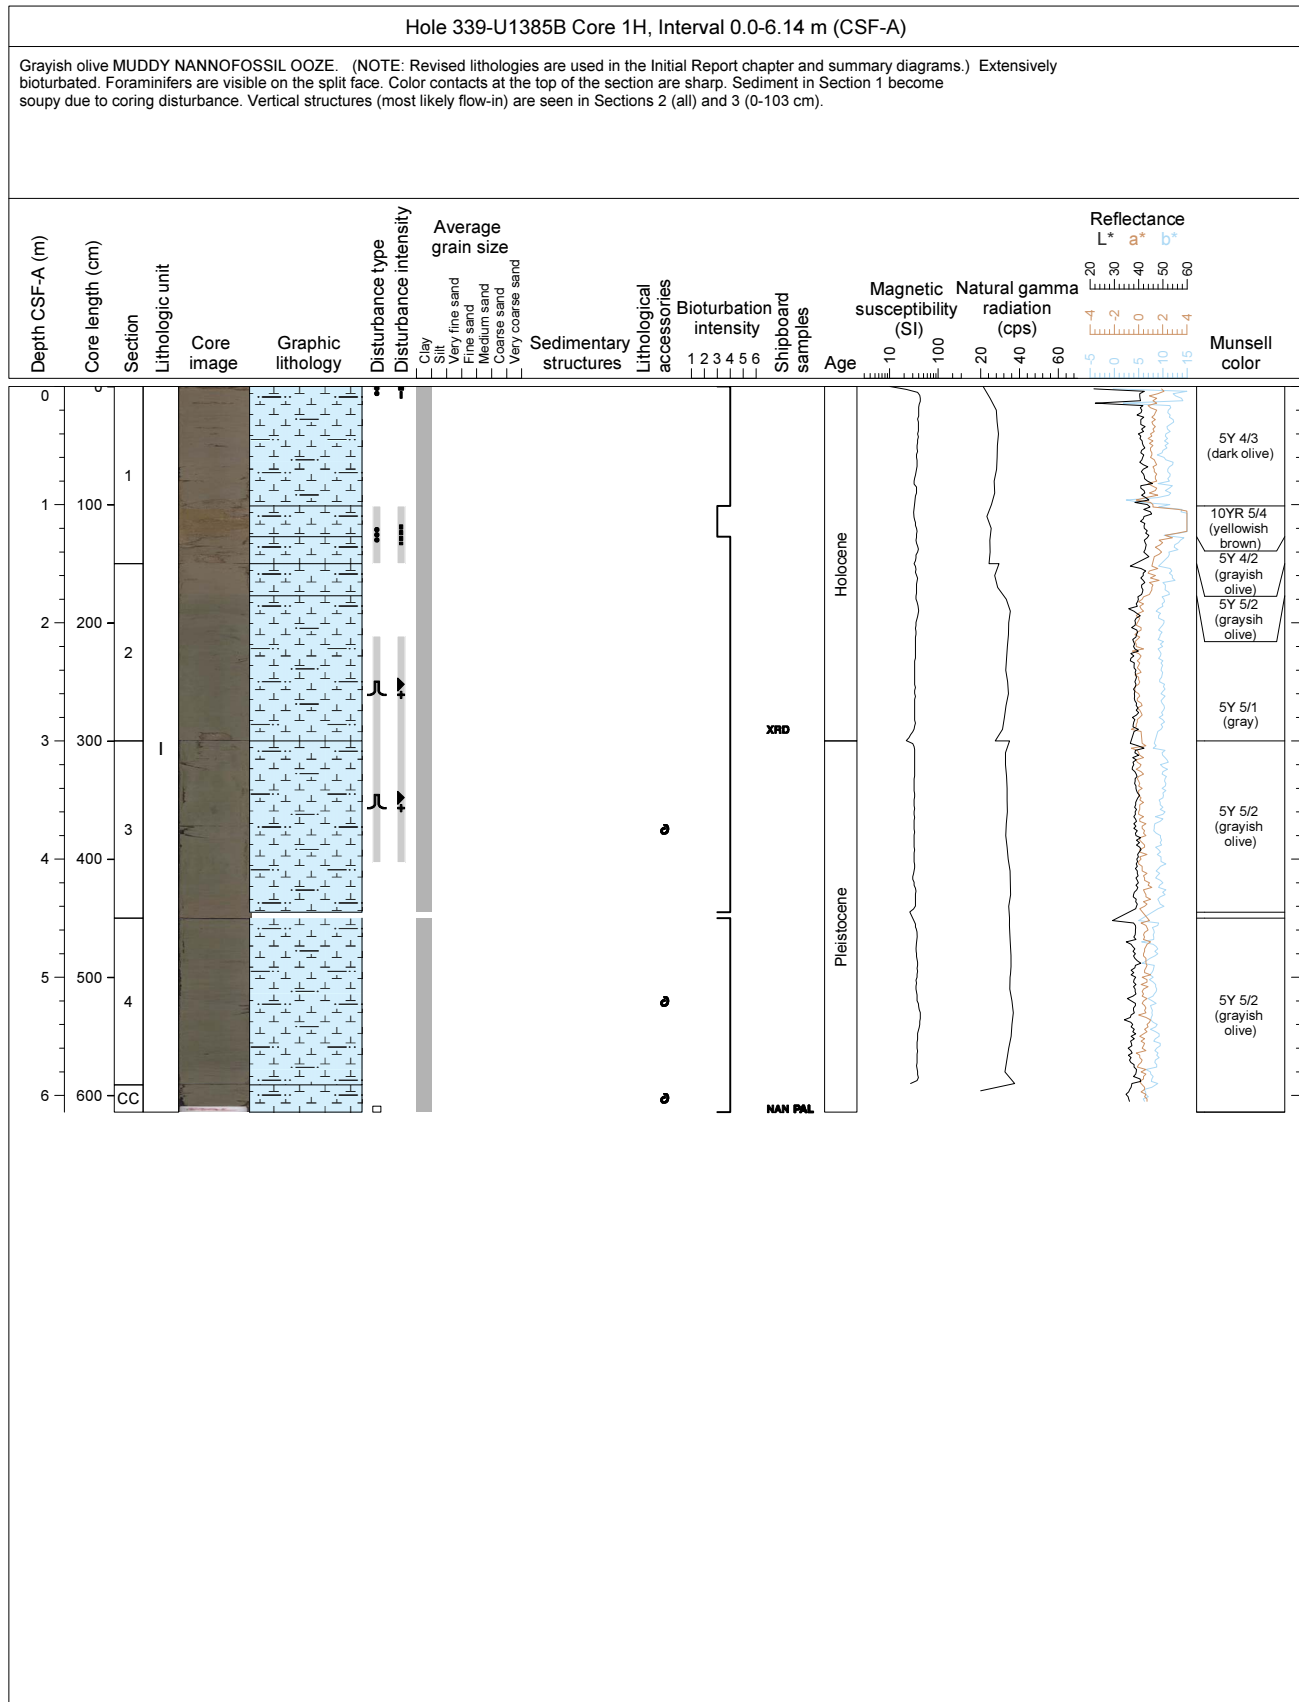 Hole 339-U1385B Core 1H, Interval 0.0-6.14 m (CSF-A)
Grayish olive MUDDY NANNOFOSSIL OOZE. (NOTE: Revised lithologies are used in the Initial Report chapter and summary diagrams.) Extensively
bioturbated. Foraminifers are visible on the split face. Color contacts at the top of the section are sharp. Sediment in Section 1 become
soupy due to coring disturbance. Vertical structures (most likely flow-in) are seen in Sections 2 (all) and 3 (0-103 cm).
Depth CSF-A (m)
Core length (cm)
Section
Lithologic unit
Core
image
Graphic
lithology
Disturbance type
Disturbance intensity
Average
grain size
Clay
Silt
Very fine sand
Fine sand
Medium sand
Coarse sand
Very coarse sand
Sedimentary
structures
Lithological
accessories
Bioturbation
intensity
1 2 3 4 5 6
Shipboard
samples
Age
Magnetic
susceptibility
(SI)
10 100
Natural gamma
radiation
(cps)
20 40 60
Reflectance
L* a* b*
20 30 40 50 60
-4 -2 0 2 4
-5 0 5 10 15
Munsell
color
0
1
2
3
4
5
6
0
100
200
300
400
500
600
1
2
3
4
CC
I
XRD
NAN PAL
Holocene
Pleistocene
5Y 4/3
(dark olive)
10YR 5/4
(yellowish
brown)
5Y 4/2
(grayish
olive)
5Y 5/2
(graysih
olive)
5Y 5/1
(gray)
5Y 5/2
(grayish
olive)
5Y 5/2
(grayish
olive)